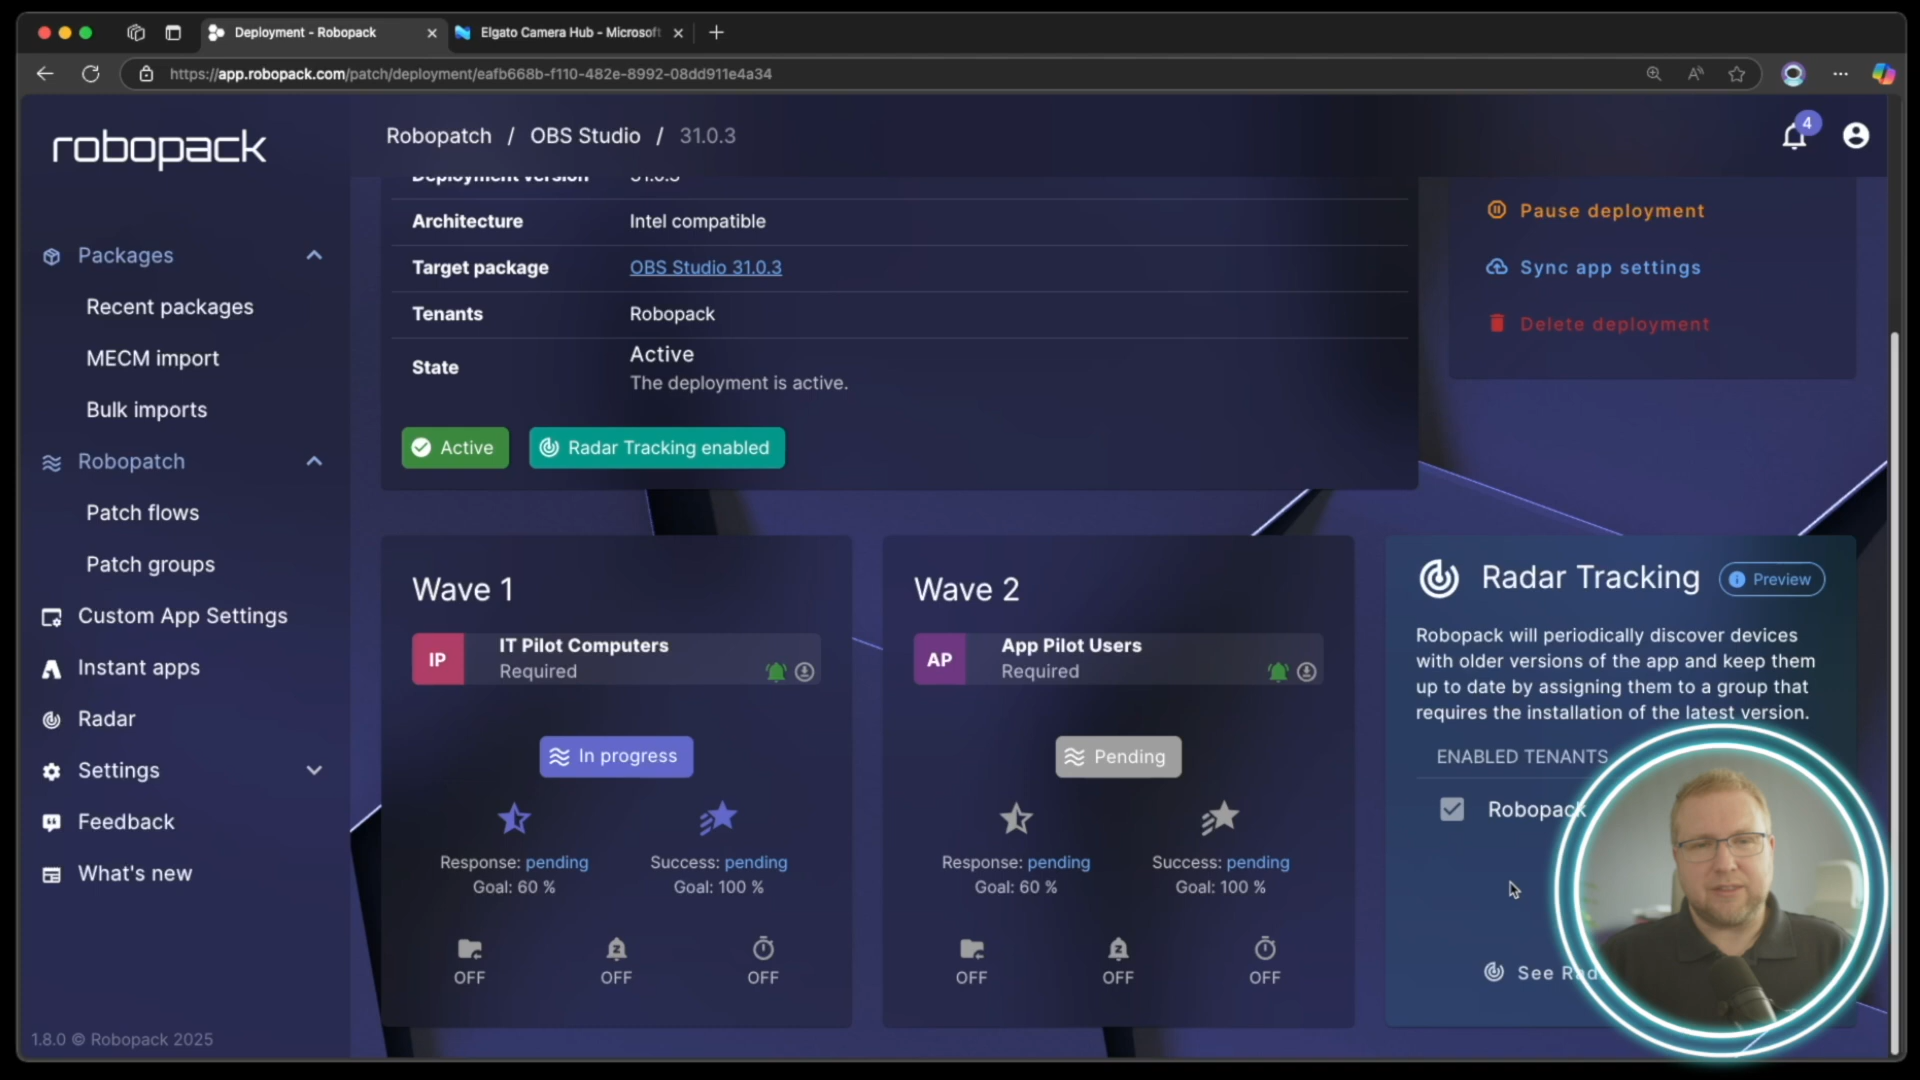 Deployment - Robopack
Elgato Camera Hub - Microsoft
https://app.robopack.com/patch/deployment/eafb668b-f110-482e-8992-08dd911e4a34
robopack
Robopatch / OBS Studio / 31.0.3
4
Packages
Recent packages
MECM import
Bulk imports
Robopatch
Patch flows
Patch groups
Custom App Settings
Instant apps
Radar
Settings
Feedback
What's new
1.8.0 © Robopack 2025
Deployment version 31.0.3
Architecture Intel compatible
Target package OBS Studio 31.0.3
Tenants Robopack
State Active
The deployment is active.
Active
Radar Tracking enabled
Pause deployment
Sync app settings
Delete deployment
Wave 1
IP
IT Pilot Computers
Required
In progress
Response: pending
Goal: 60 %
Success: pending
Goal: 100 %
OFF OFF OFF
Wave 2
AP
App Pilot Users
Required
Pending
Response: pending
Goal: 60 %
Success: pending
Goal: 100 %
OFF OFF OFF
Radar Tracking
Preview
Robopack will periodically discover devices
with older versions of the app and keep them
up to date by assigning them to a group that
requires the installation of the latest version.
ENABLED TENANTS
Robopack
See